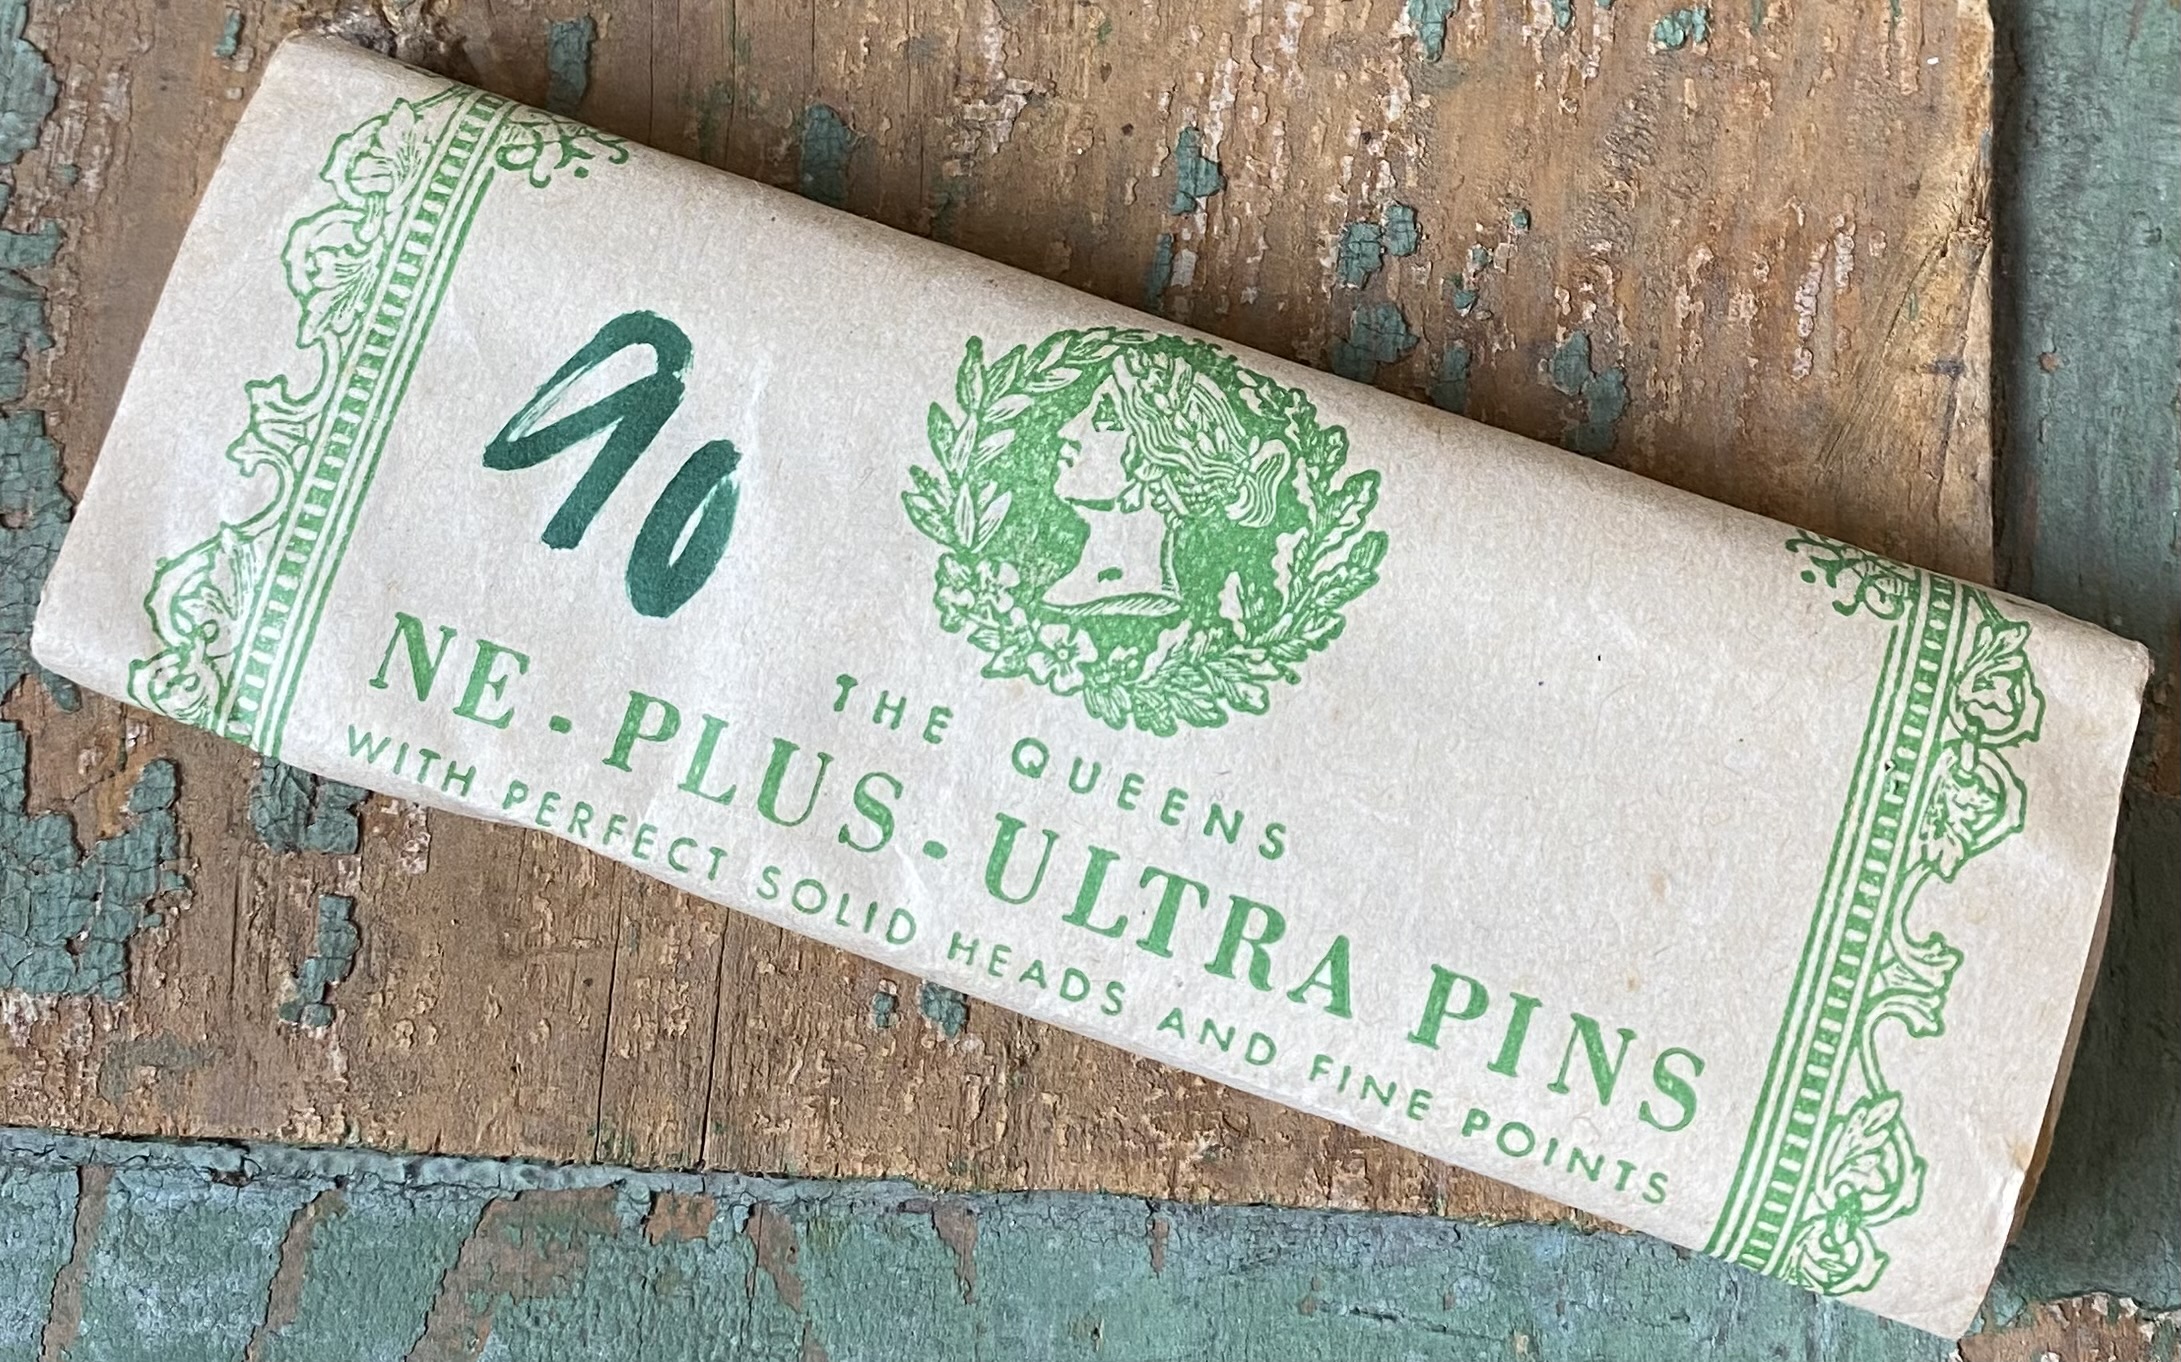 90
THE QUEENS
NE-PLUS-ULTRA PINS
WITH PERFECT SOLID HEADS AND FINE POINTS